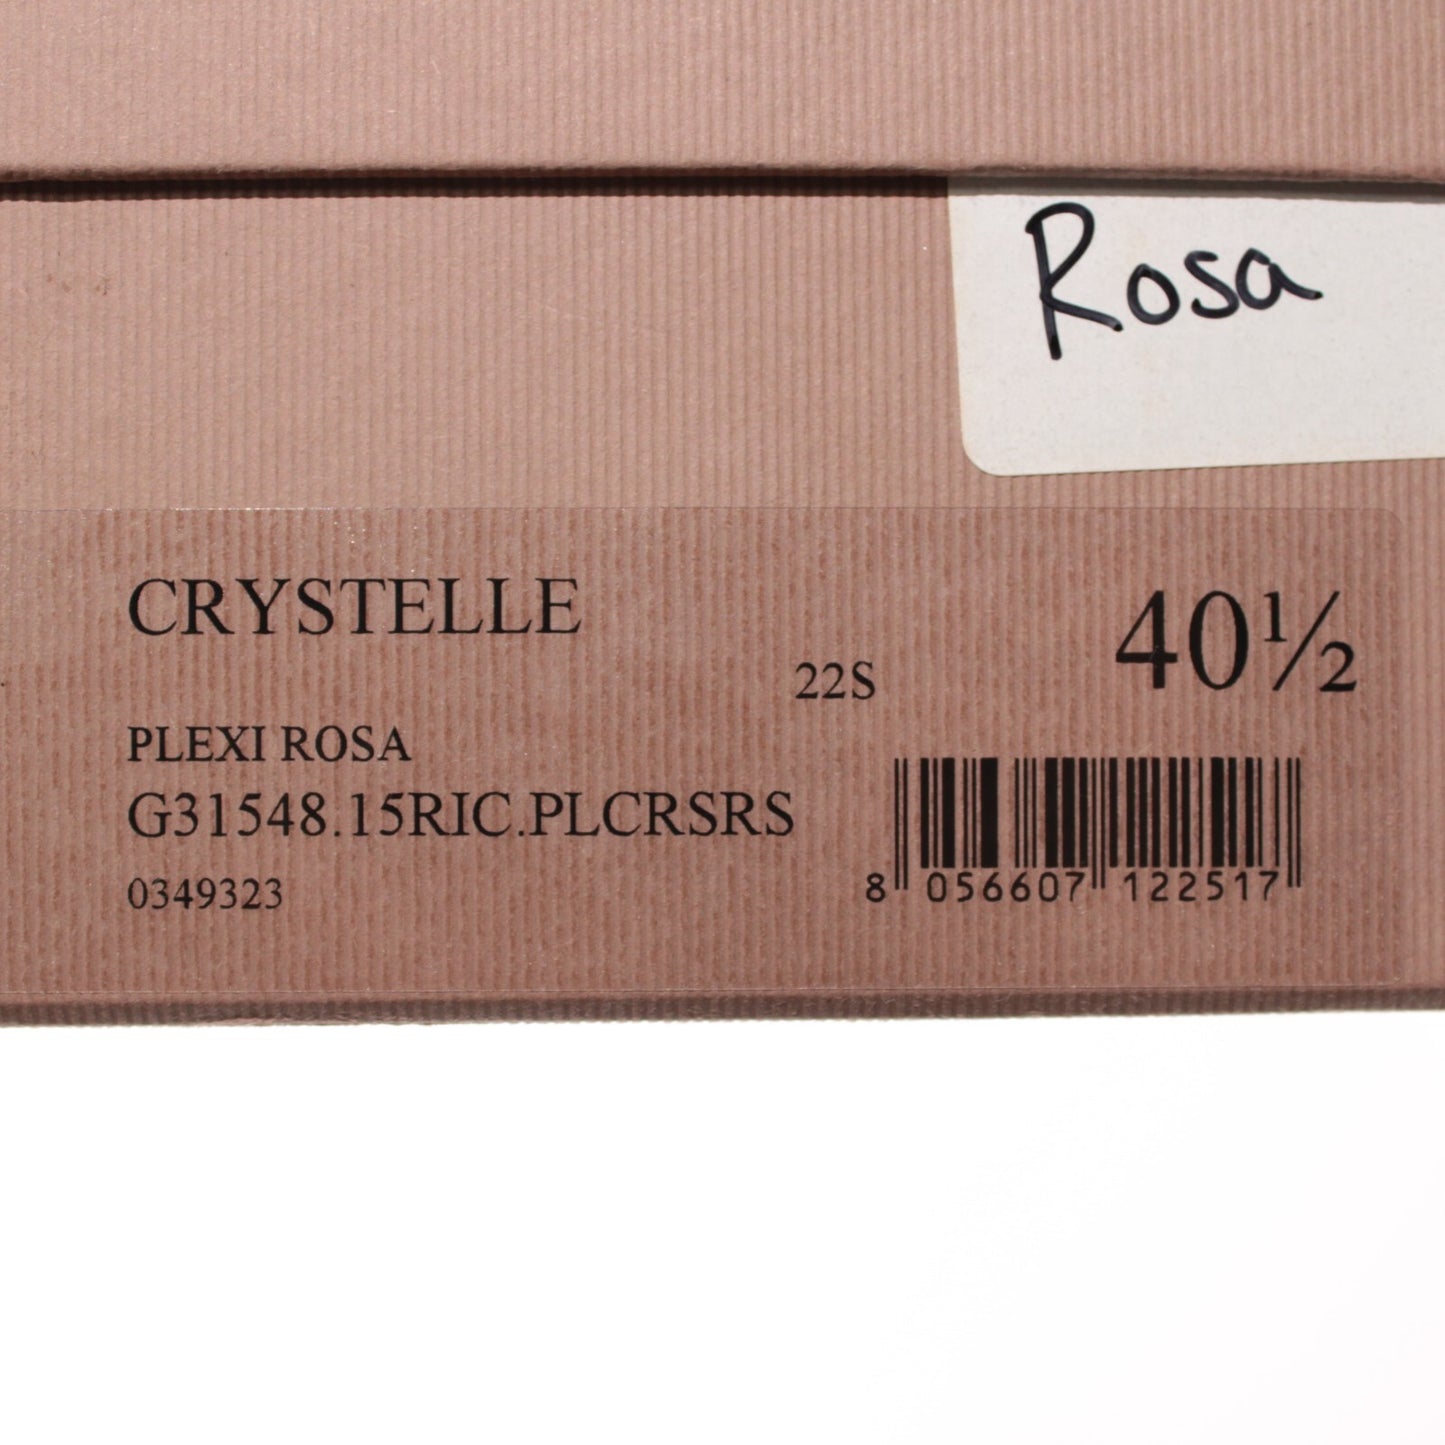 Rosa
CRYSTELLE
22S
40½
PLEXI ROSA
G31548.15RIC.PLCRSRS
0349323
8 056607 122517